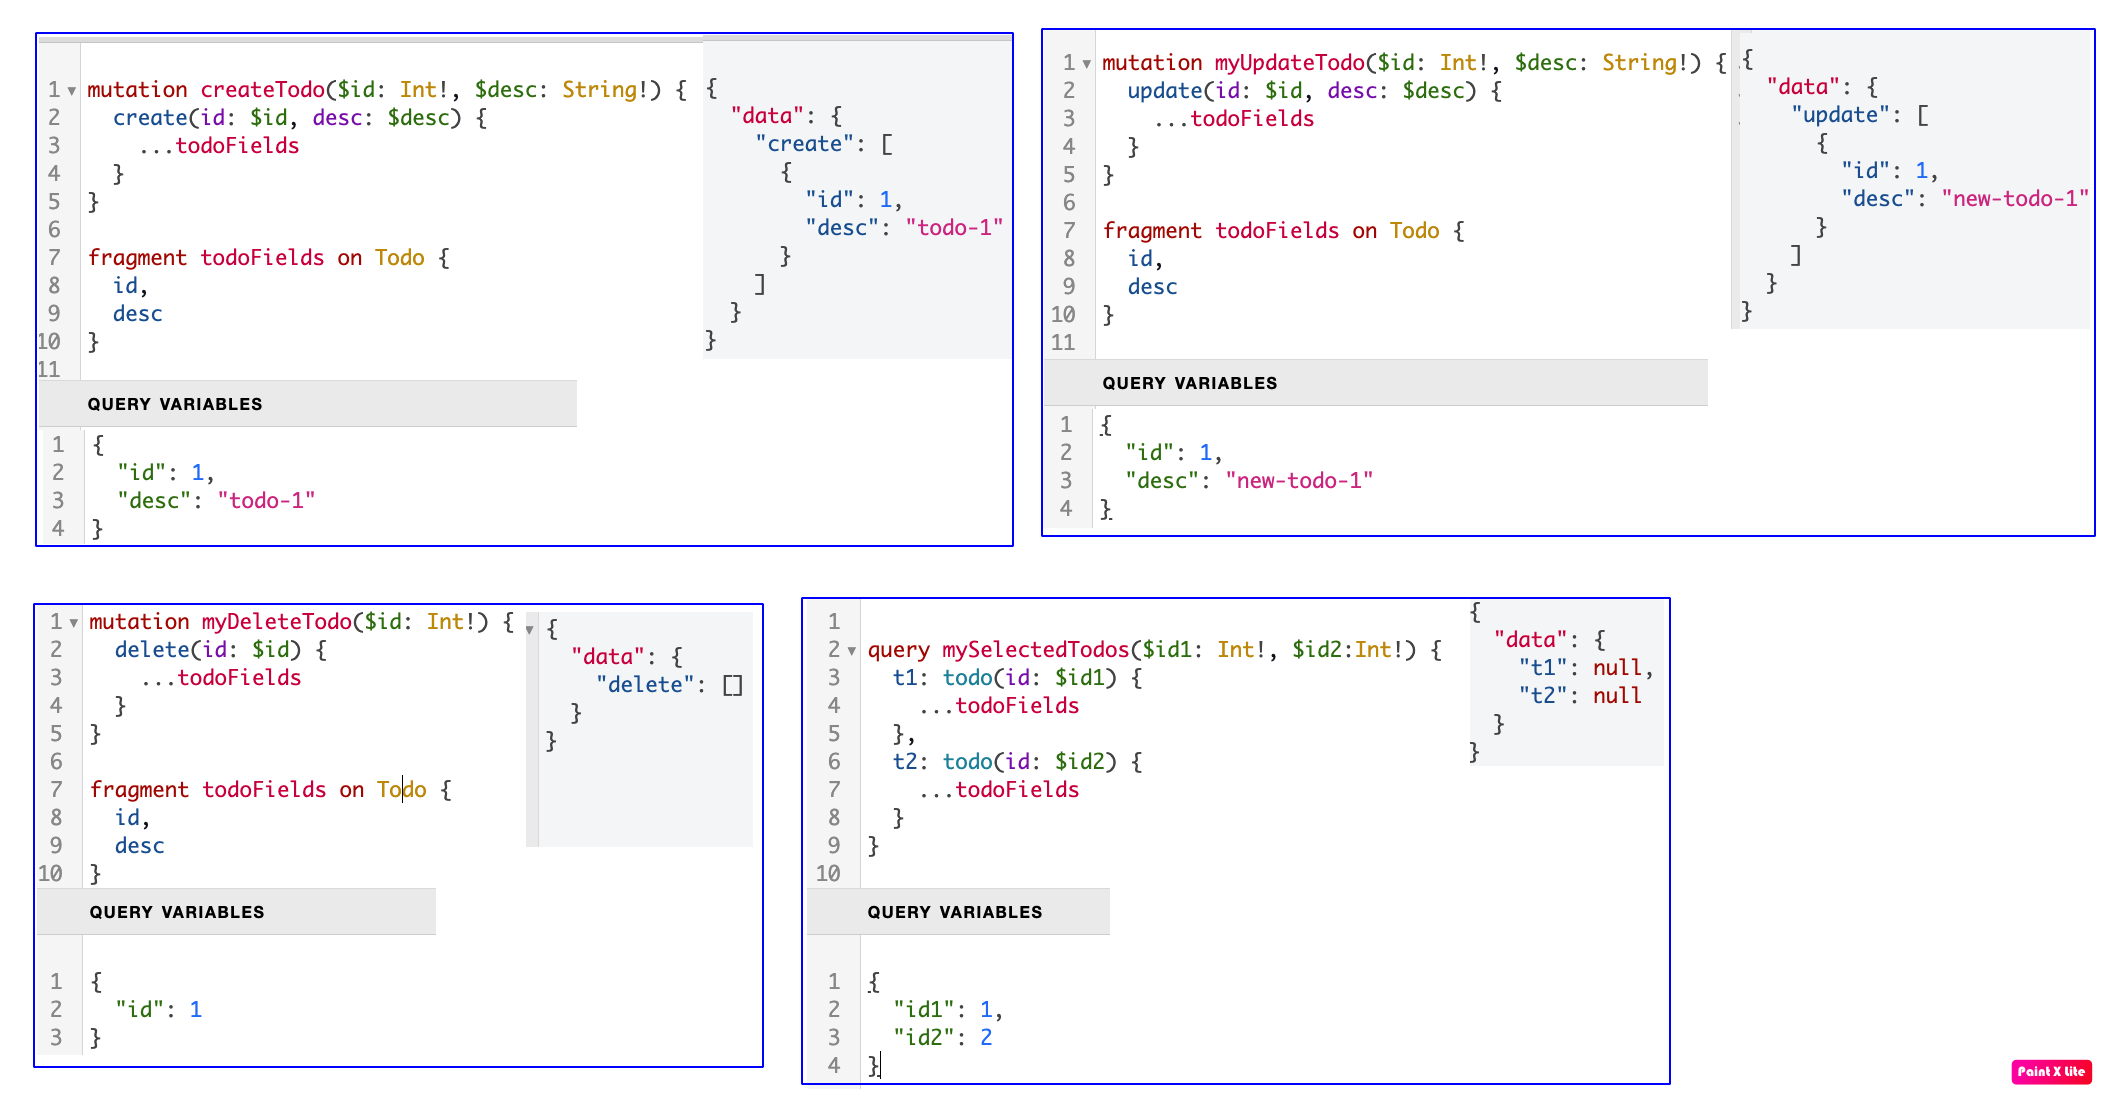 1 mutation createTodo($id: Int!, $desc: String!) {
2   create(id: $id, desc: $desc) {
3     ...todoFields
4   }
5 }
6
7 fragment todoFields on Todo {
8   id,
9   desc
10 }
11
{
  "data": {
    "create": [
      {
        "id": 1,
        "desc": "todo-1"
      }
    ]
  }
}
QUERY VARIABLES
1 {
2   "id": 1,
3   "desc": "todo-1"
4 }
1 mutation myUpdateTodo($id: Int!, $desc: String!) {
2   update(id: $id, desc: $desc) {
3     ...todoFields
4   }
5 }
6
7 fragment todoFields on Todo {
8   id,
9   desc
10 }
11
{
  "data": {
    "update": [
      {
        "id": 1,
        "desc": "new-todo-1"
      }
    ]
  }
}
QUERY VARIABLES
1 {
2   "id": 1,
3   "desc": "new-todo-1"
4 }
1 mutation myDeleteTodo($id: Int!) {
2   delete(id: $id) {
3     ...todoFields
4   }
5 }
6
7 fragment todoFields on Todo {
8   id,
9   desc
10 }
{
  "data": {
    "delete": []
  }
}
QUERY VARIABLES
1 {
2   "id": 1
3 }
1
2 query mySelectedTodos($id1: Int!, $id2:Int!) {
3   t1: todo(id: $id1) {
4     ...todoFields
5   },
6   t2: todo(id: $id2) {
7     ...todoFields
8   }
9 }
10
{
  "data": {
    "t1": null,
    "t2": null
  }
}
QUERY VARIABLES
1 {
2   "id1": 1,
3   "id2": 2
4 }
Paint X Lite